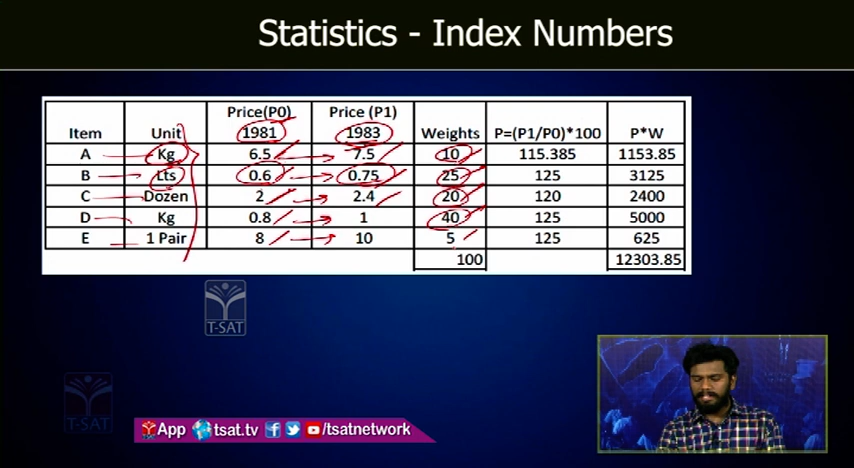 Statistics - Index Numbers
Item Unit Price(P0) 1981 Price (P1) 1983 Weights P=(P1/P0)*100 P*W
A Kg 6.5 7.5 10 115.385 1153.85
B Lts 0.6 0.75 25 125 3125
C Dozen 2 2.4 20 120 2400
D Kg 0.8 1 40 125 5000
E 1 Pair 8 10 5 125 625
100 12303.85
T-SAT
T-SAT
App tsat.tv /tsatnetwork